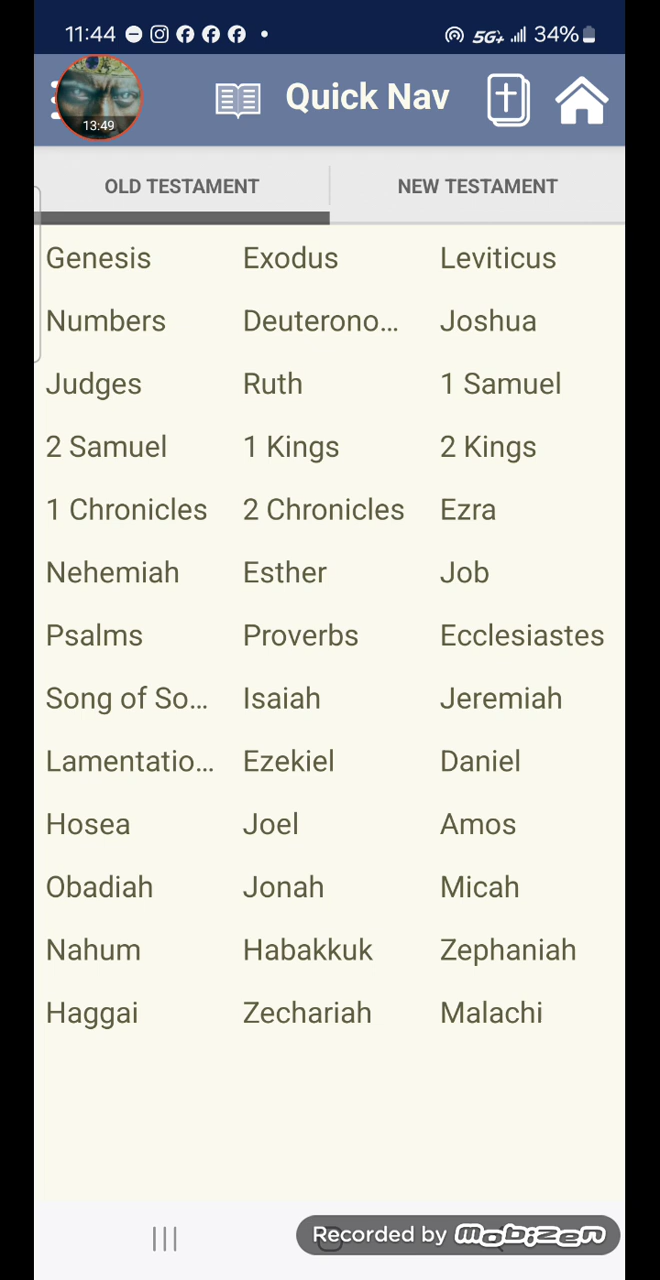 11:44 5G+ 34%
13:49
Quick Nav
OLD TESTAMENT NEW TESTAMENT
Genesis Exodus Leviticus
Numbers Deuterono... Joshua
Judges Ruth 1 Samuel
2 Samuel 1 Kings 2 Kings
1 Chronicles 2 Chronicles Ezra
Nehemiah Esther Job
Psalms Proverbs Ecclesiastes
Song of So... Isaiah Jeremiah
Lamentatio... Ezekiel Daniel
Hosea Joel Amos
Obadiah Jonah Micah
Nahum Habakkuk Zephaniah
Haggai Zechariah Malachi
Recorded by mobizen